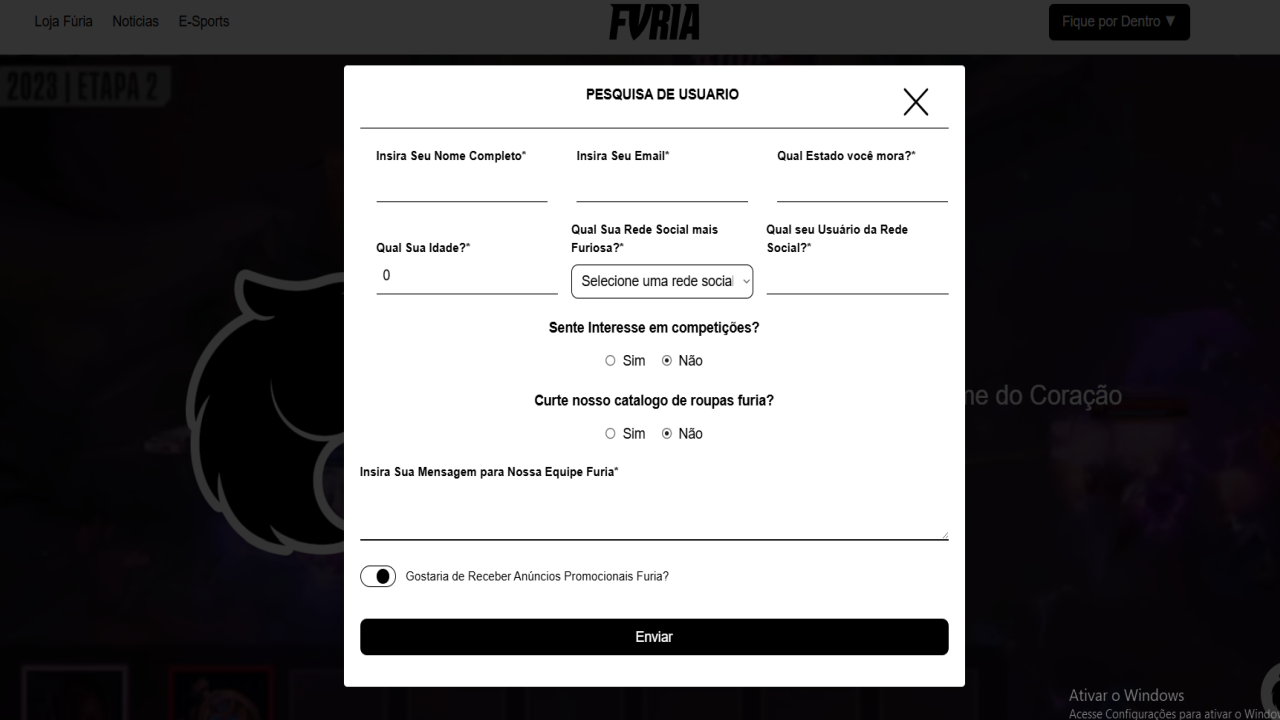 Loja Fúria Noticias E-Sports
FURIA
Fique por Dentro ▼
2023 | ETAPA 2
PESQUISA DE USUARIO
Insira Seu Nome Completo* Insira Seu Email* Qual Estado você mora?*
Qual Sua Idade?*
0
Qual Sua Rede Social mais
Furiosa?*
Selecione uma rede social
Qual seu Usuário da Rede
Social?*
Sente Interesse em competições?
Sim Não
me do Coração
Curte nosso catalogo de roupas furia?
Sim Não
Insira Sua Mensagem para Nossa Equipe Furia*
Gostaria de Receber Anúncios Promocionais Furia?
Enviar
Ativar o Windows
Acesse Configurações para ativar o Windows